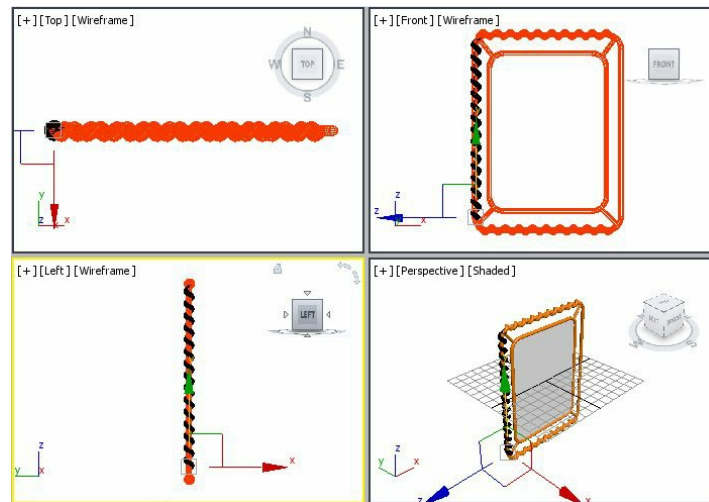 [+] [Top] [Wireframe]
N
W
TOP
E
S
y
z
x
[+] [Front] [Wireframe]
FRONT
z
z
x
[+] [Left] [Wireframe]
LEFT
z
y
x
x
[+] [Perspective] [Shaded]
S
z
y
x
z
x